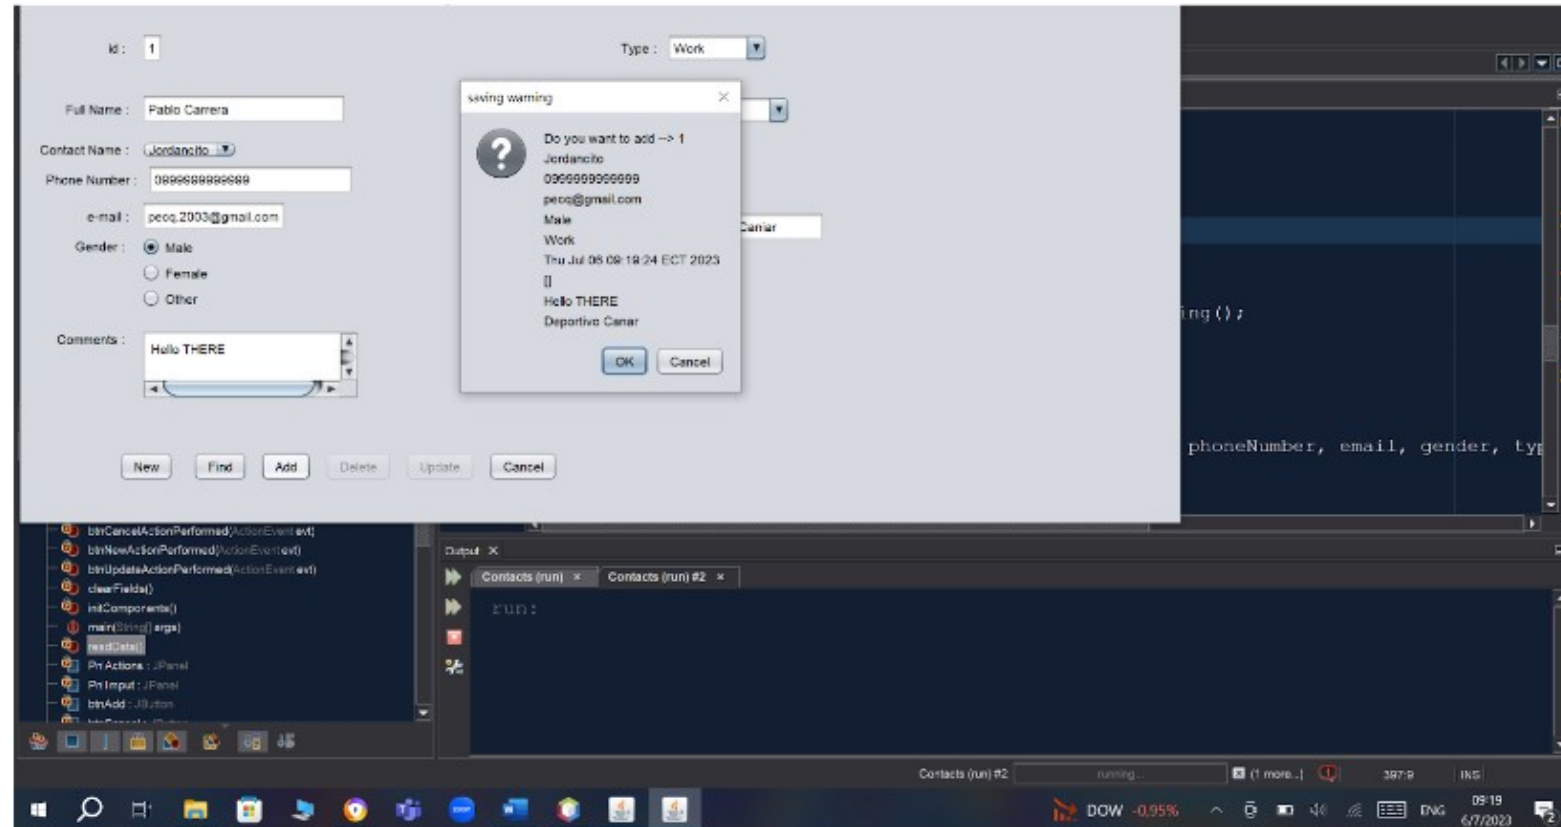 id : 1
Type : Work
Full Name : Pablo Carrera
Contact Name : Jordancito
Phone Number : 0999999999999
e-mail : pecq.2003@gmail.com
Gender : Male
Female
Other
Comments : Hello THERE
saving warning
Do you want to add --> 1
Jordancito
0999999999999
pecq@gmail.com
Male
Work
Thu Jul 06 09:19:24 ECT 2023
[]
Hello THERE
Deportivo Canar
OK Cancel
New Find Add Delete Update Cancel
ing();
phoneNumber, email, gender, typ
btnCancelActionPerformed(ActionEvent evt)
btnNewActionPerformed(ActionEvent evt)
btnUpdateActionPerformed(ActionEvent evt)
clearFields()
initComponents()
main(String[] args)
readData()
Pnl Actions : JPanel
Pnl Imput : JPanel
btnAdd : JButton
Output
Contacts (run) Contacts (run) #2
run:
Contacts (run) #2 running... (1 more...) 397:9 INS
DOW -0,95% ENG 09:19
6/7/2023